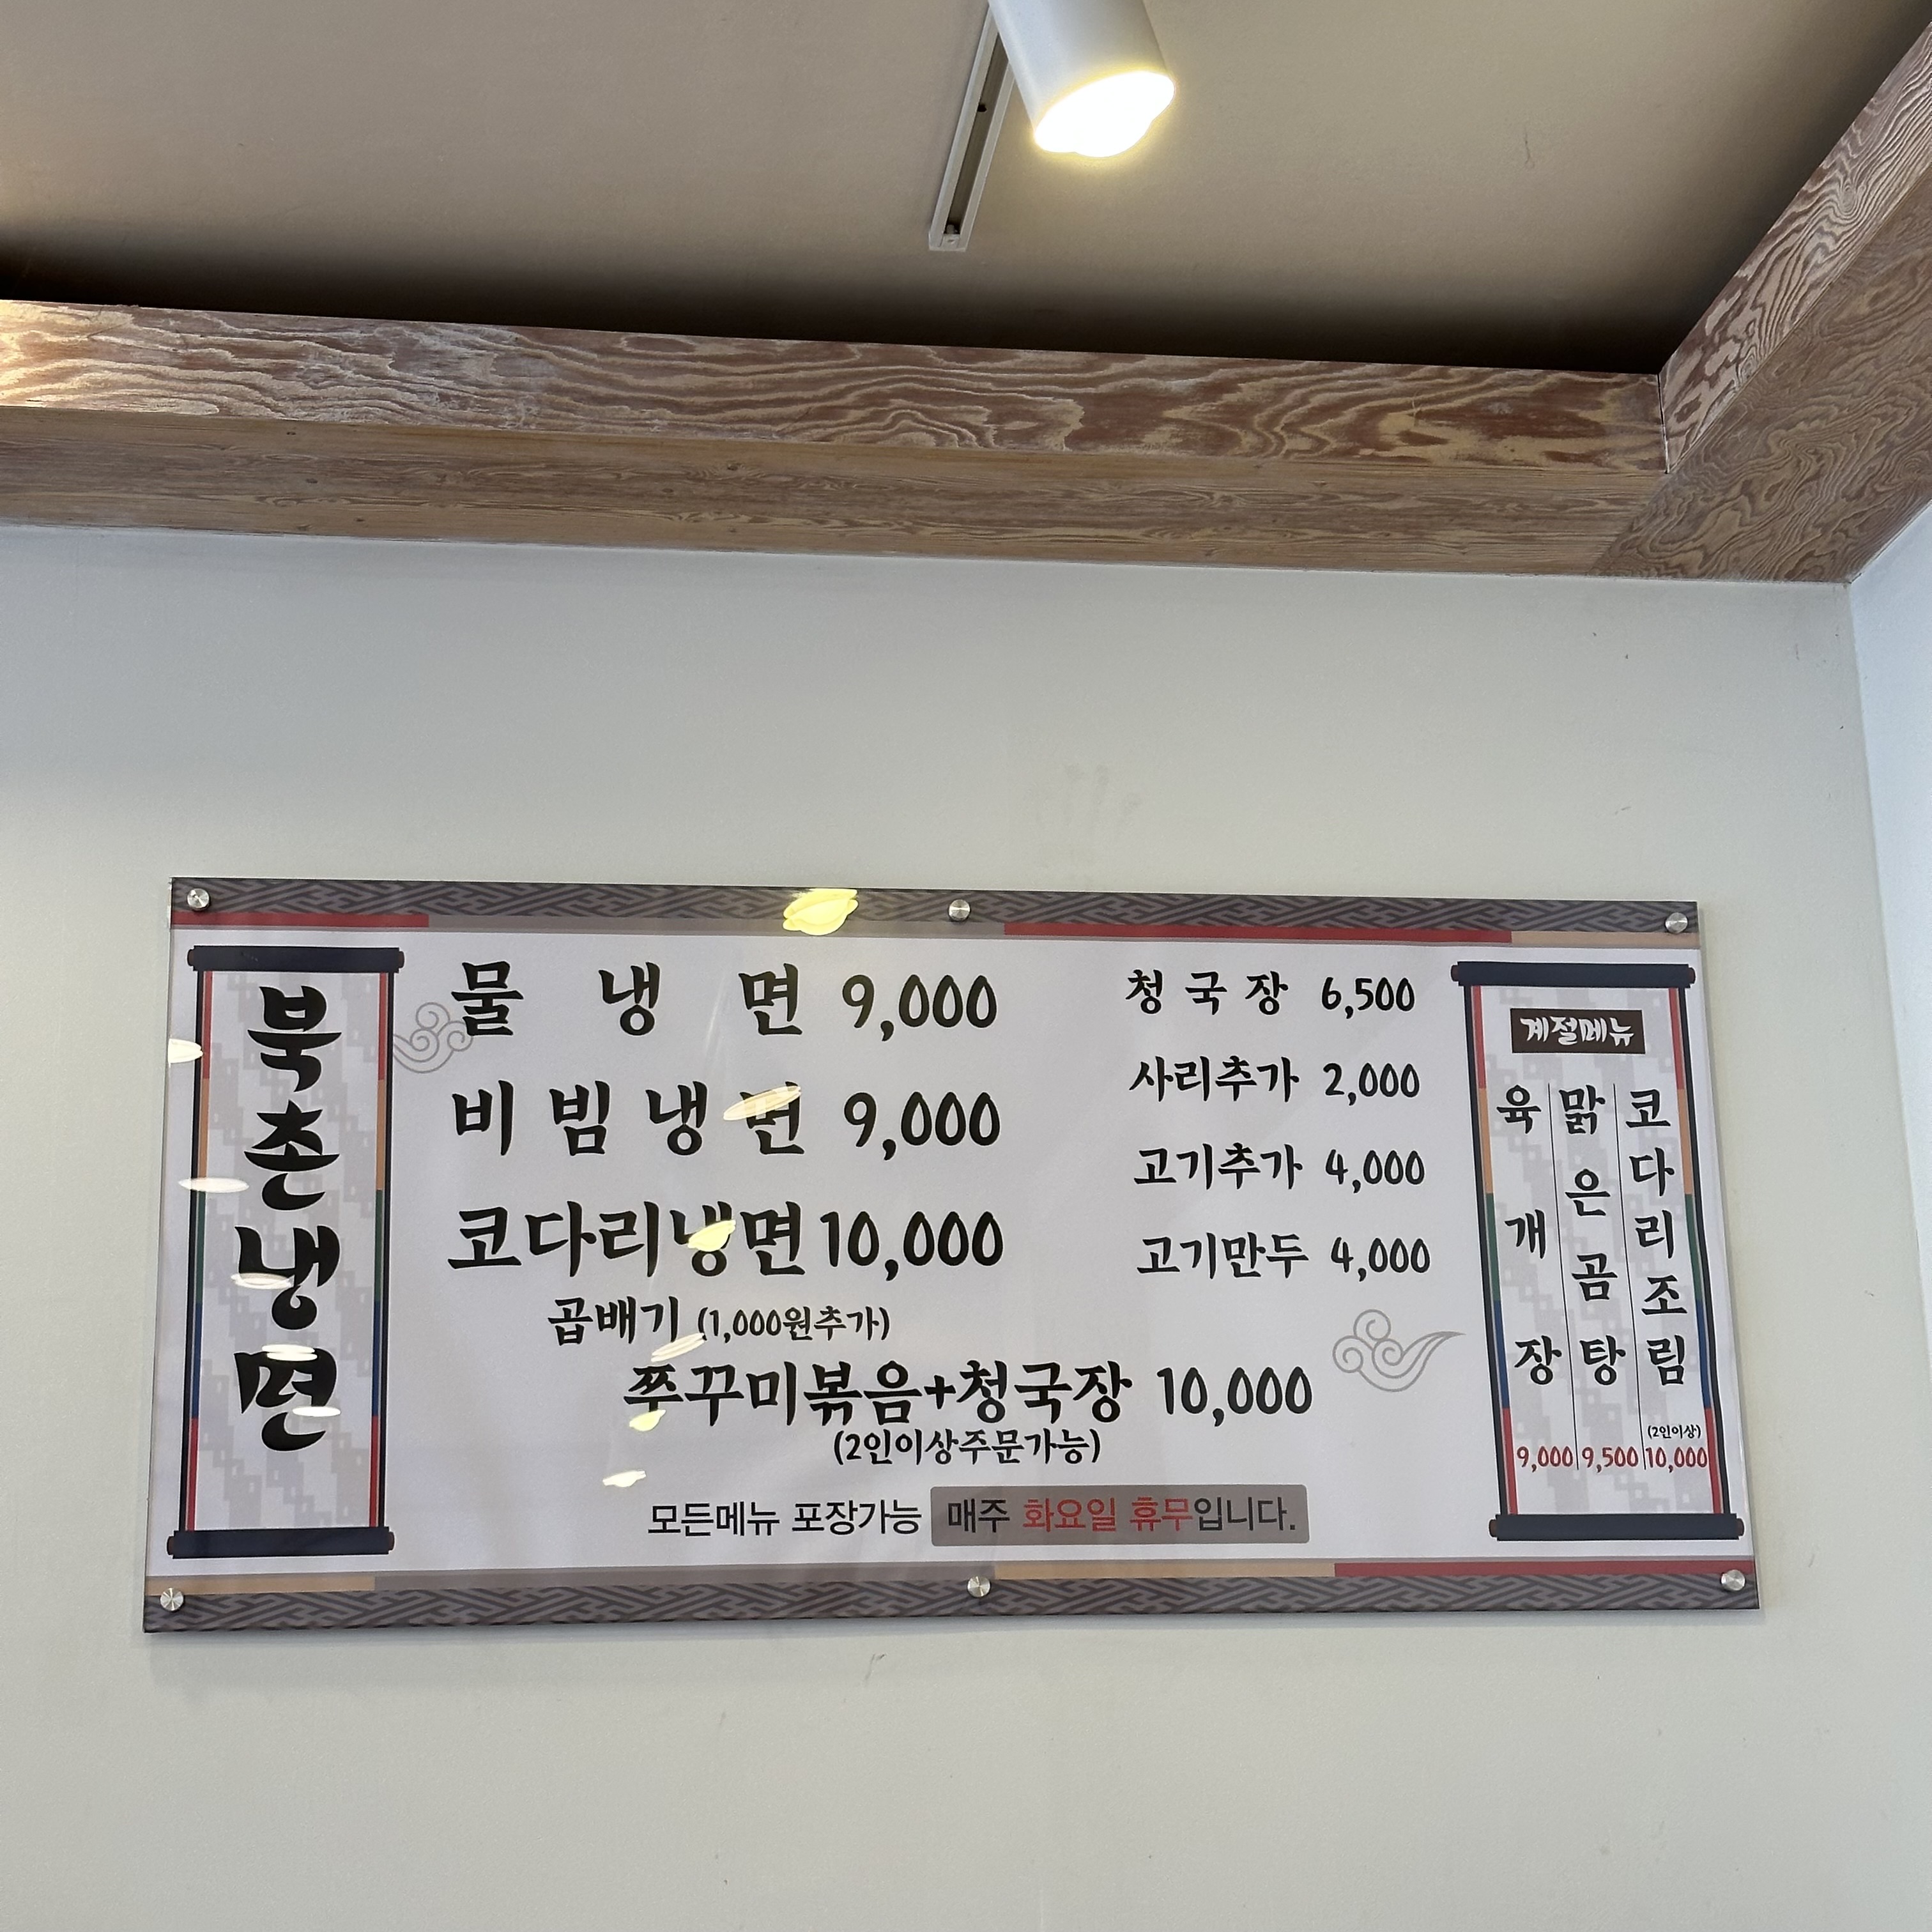 북촌냉면
물 냉 면 9,000
비 빔 냉 면 9,000
코다리냉면 10,000
곱배기 (1,000원추가)
청 국 장 6,500
사리추가 2,000
고기추가 4,000
고기만두 4,000
쭈꾸미볶음+청국장 10,000
(2인이상주문가능)
모든메뉴 포장가능 매주 화요일 휴무입니다.
계절메뉴
육개장 9,000
맑은곰탕 9,500
코다리조림 (2인이상) 10,000